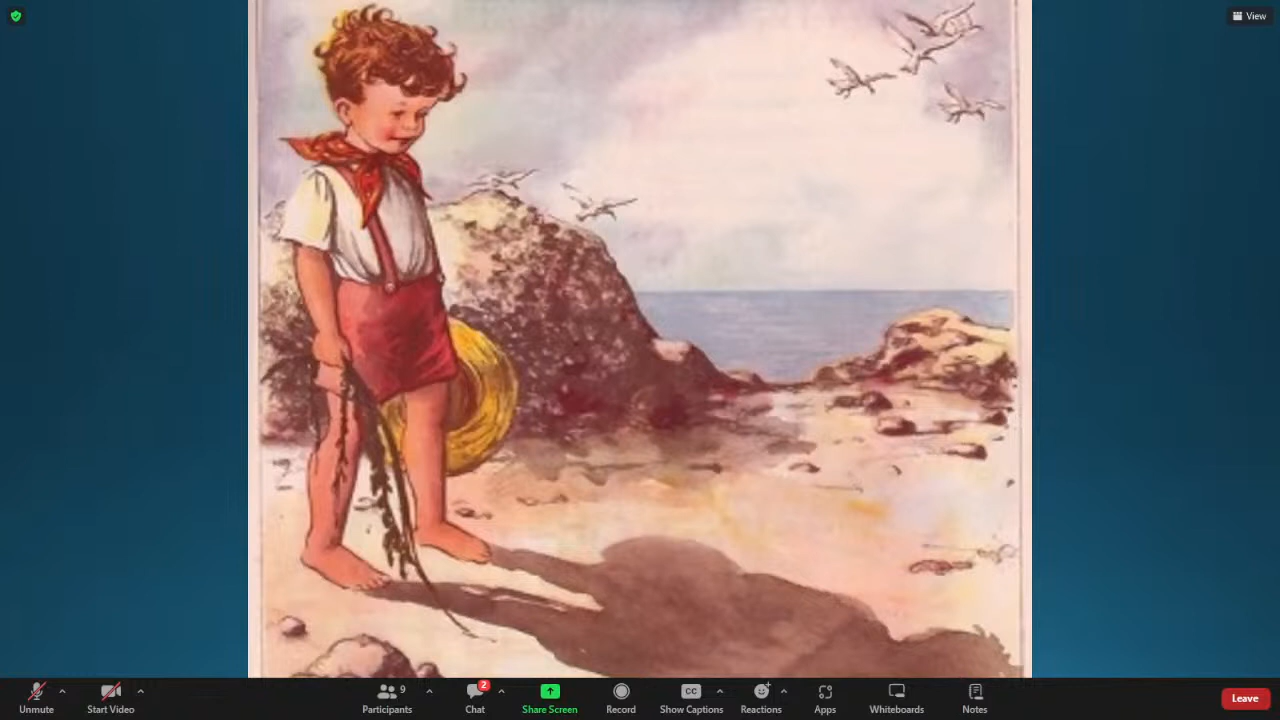 View
9
2
CC
Unmute
Start Video
Participants
Chat
Share Screen
Record
Show Captions
Reactions
Apps
Whiteboards
Notes
Leave